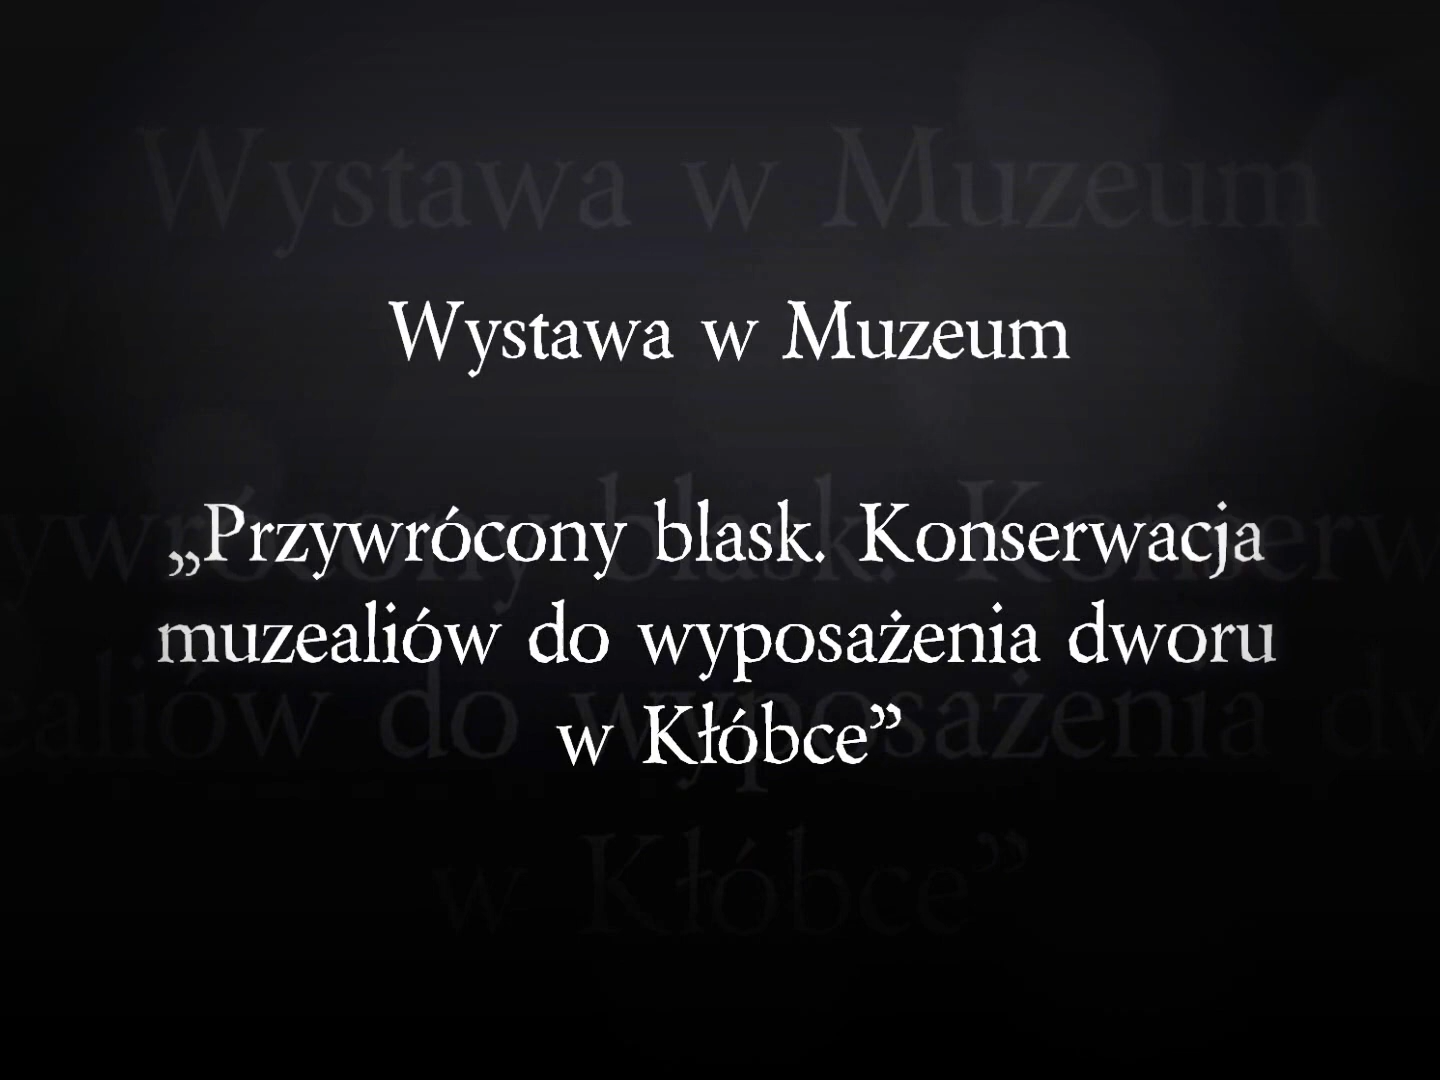 Wystawa w Muzeum
„Przywrócony blask. Konserwacja
muzealiów do wyposażenia dworu
w Kłóbce”